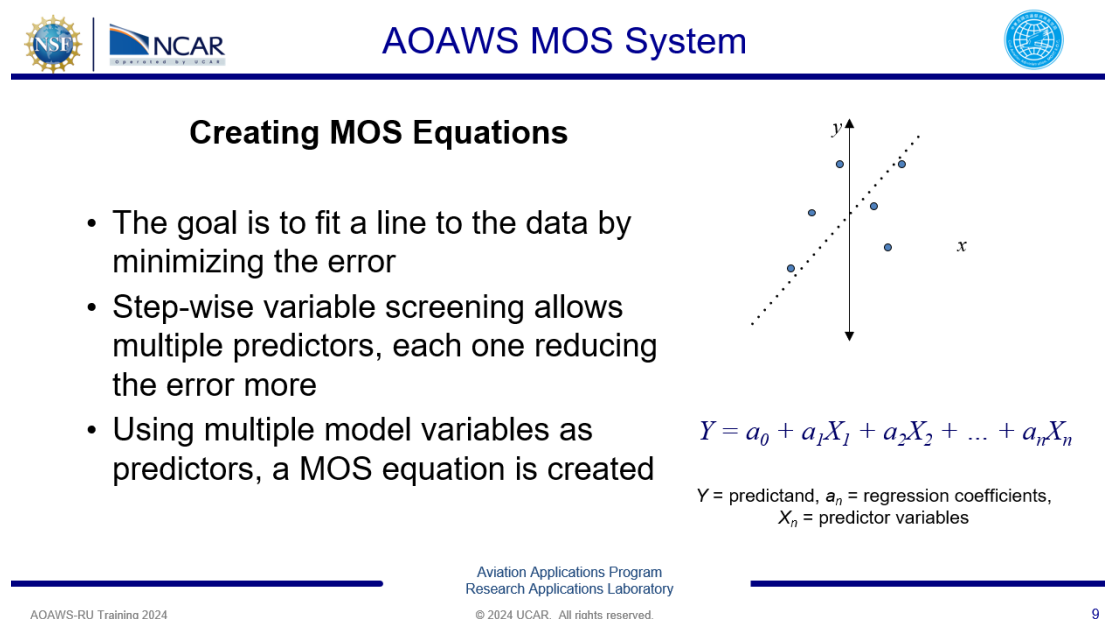 NSF
NCAR
Operated by UCAR
AOAWS MOS System
Creating MOS Equations
• The goal is to fit a line to the data by
minimizing the error
• Step-wise variable screening allows
multiple predictors, each one reducing
the error more
• Using multiple model variables as
predictors, a MOS equation is created
y
x
Y = a₀ + a₁X₁ + a₂X₂ + ... + aₙXₙ
Y = predictand, aₙ = regression coefficients,
Xₙ = predictor variables
Aviation Applications Program
Research Applications Laboratory
AOAWS-RU Training 2024
© 2024 UCAR. All rights reserved.
9